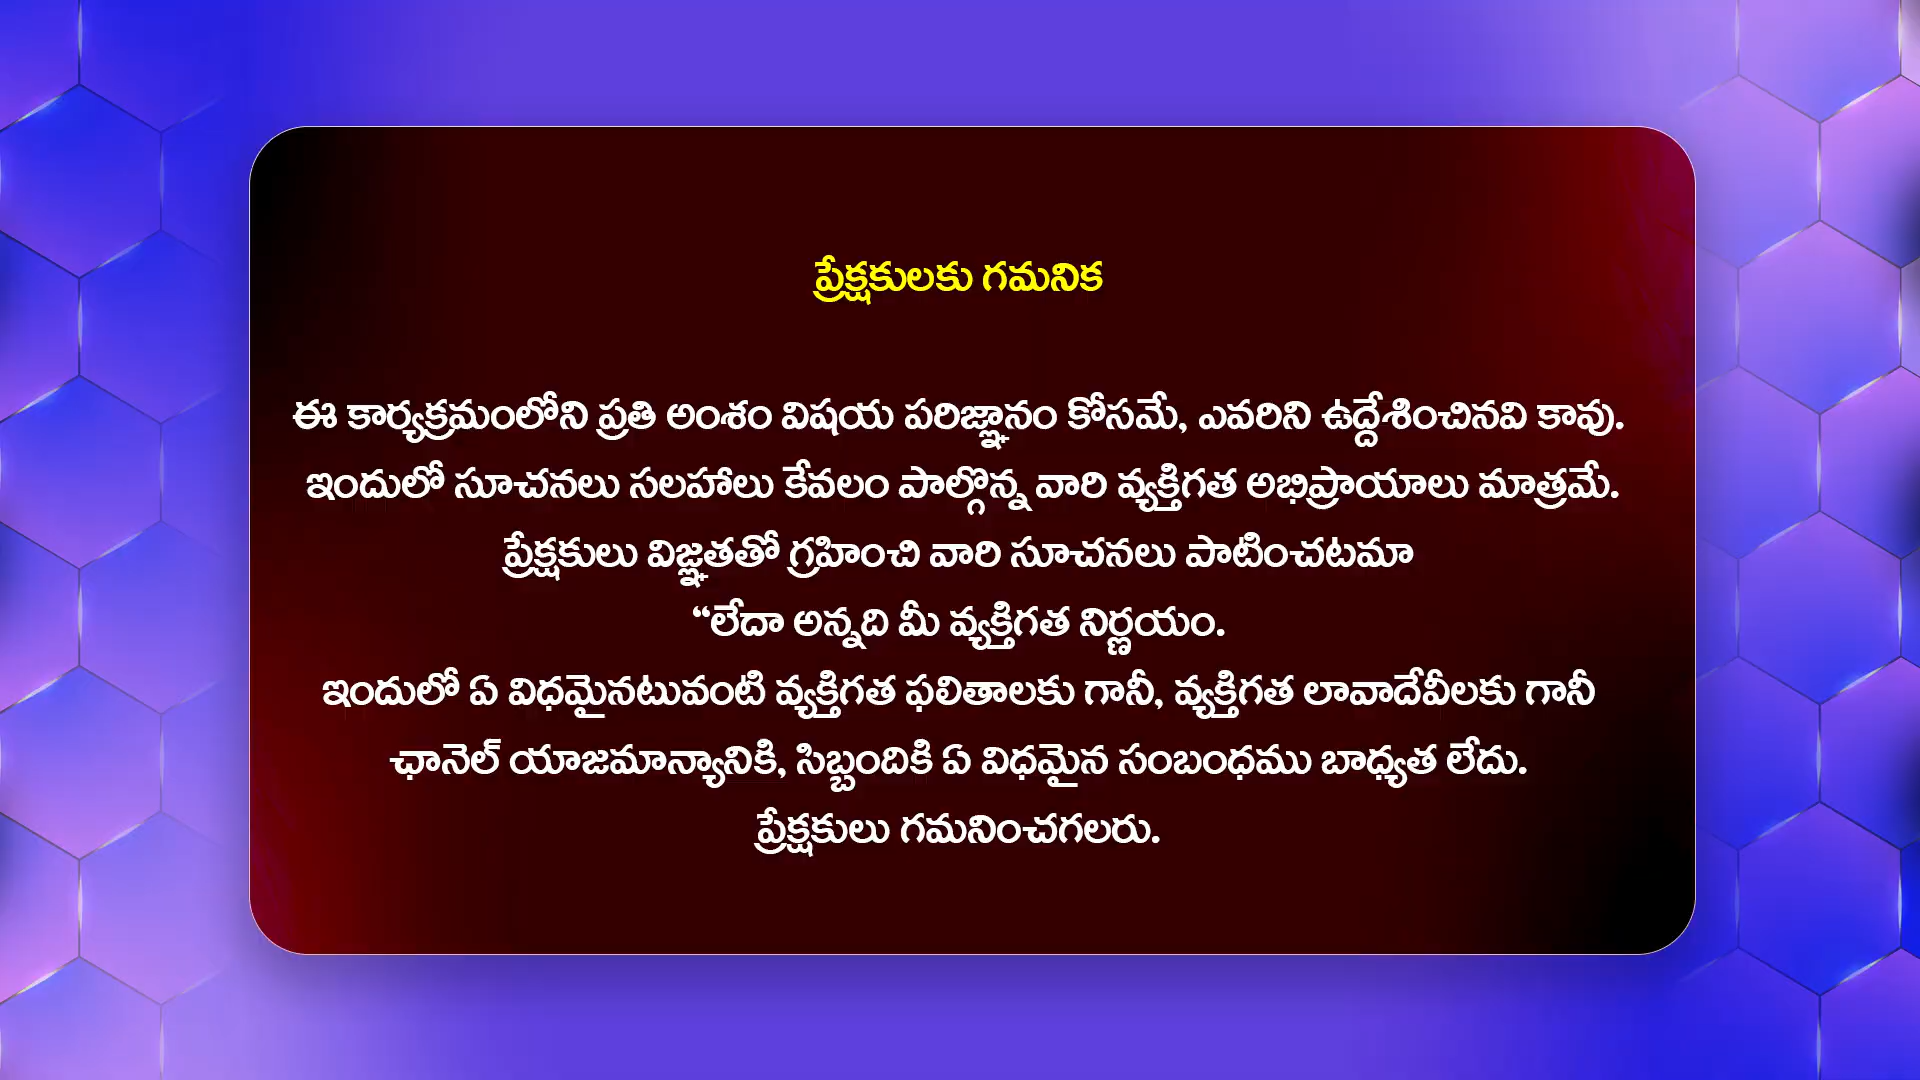 ప్రేక్షకులకు గమనిక
ఈ కార్యక్రమంలోని ప్రతి అంశం విషయ పరిజ్ఞానం కోసమే, ఎవరిని ఉద్దేశించినవి కావు.
ఇందులో సూచనలు సలహాలు కేవలం పాల్గొన్న వారి వ్యక్తిగత అభిప్రాయాలు మాత్రమే.
ప్రేక్షకులు విజ్ఞతతో గ్రహించి వారి సూచనలు పాటించటమా
“లేదా అన్నది మీ వ్యక్తిగత నిర్ణయం.
ఇందులో ఏ విధమైనటువంటి వ్యక్తిగత ఫలితాలకు గానీ, వ్యక్తిగత లావాదేవీలకు గానీ
ఛానెల్ యాజమాన్యానికి, సిబ్బందికి ఏ విధమైన సంబంధము బాధ్యత లేదు.
ప్రేక్షకులు గమనించగలరు.